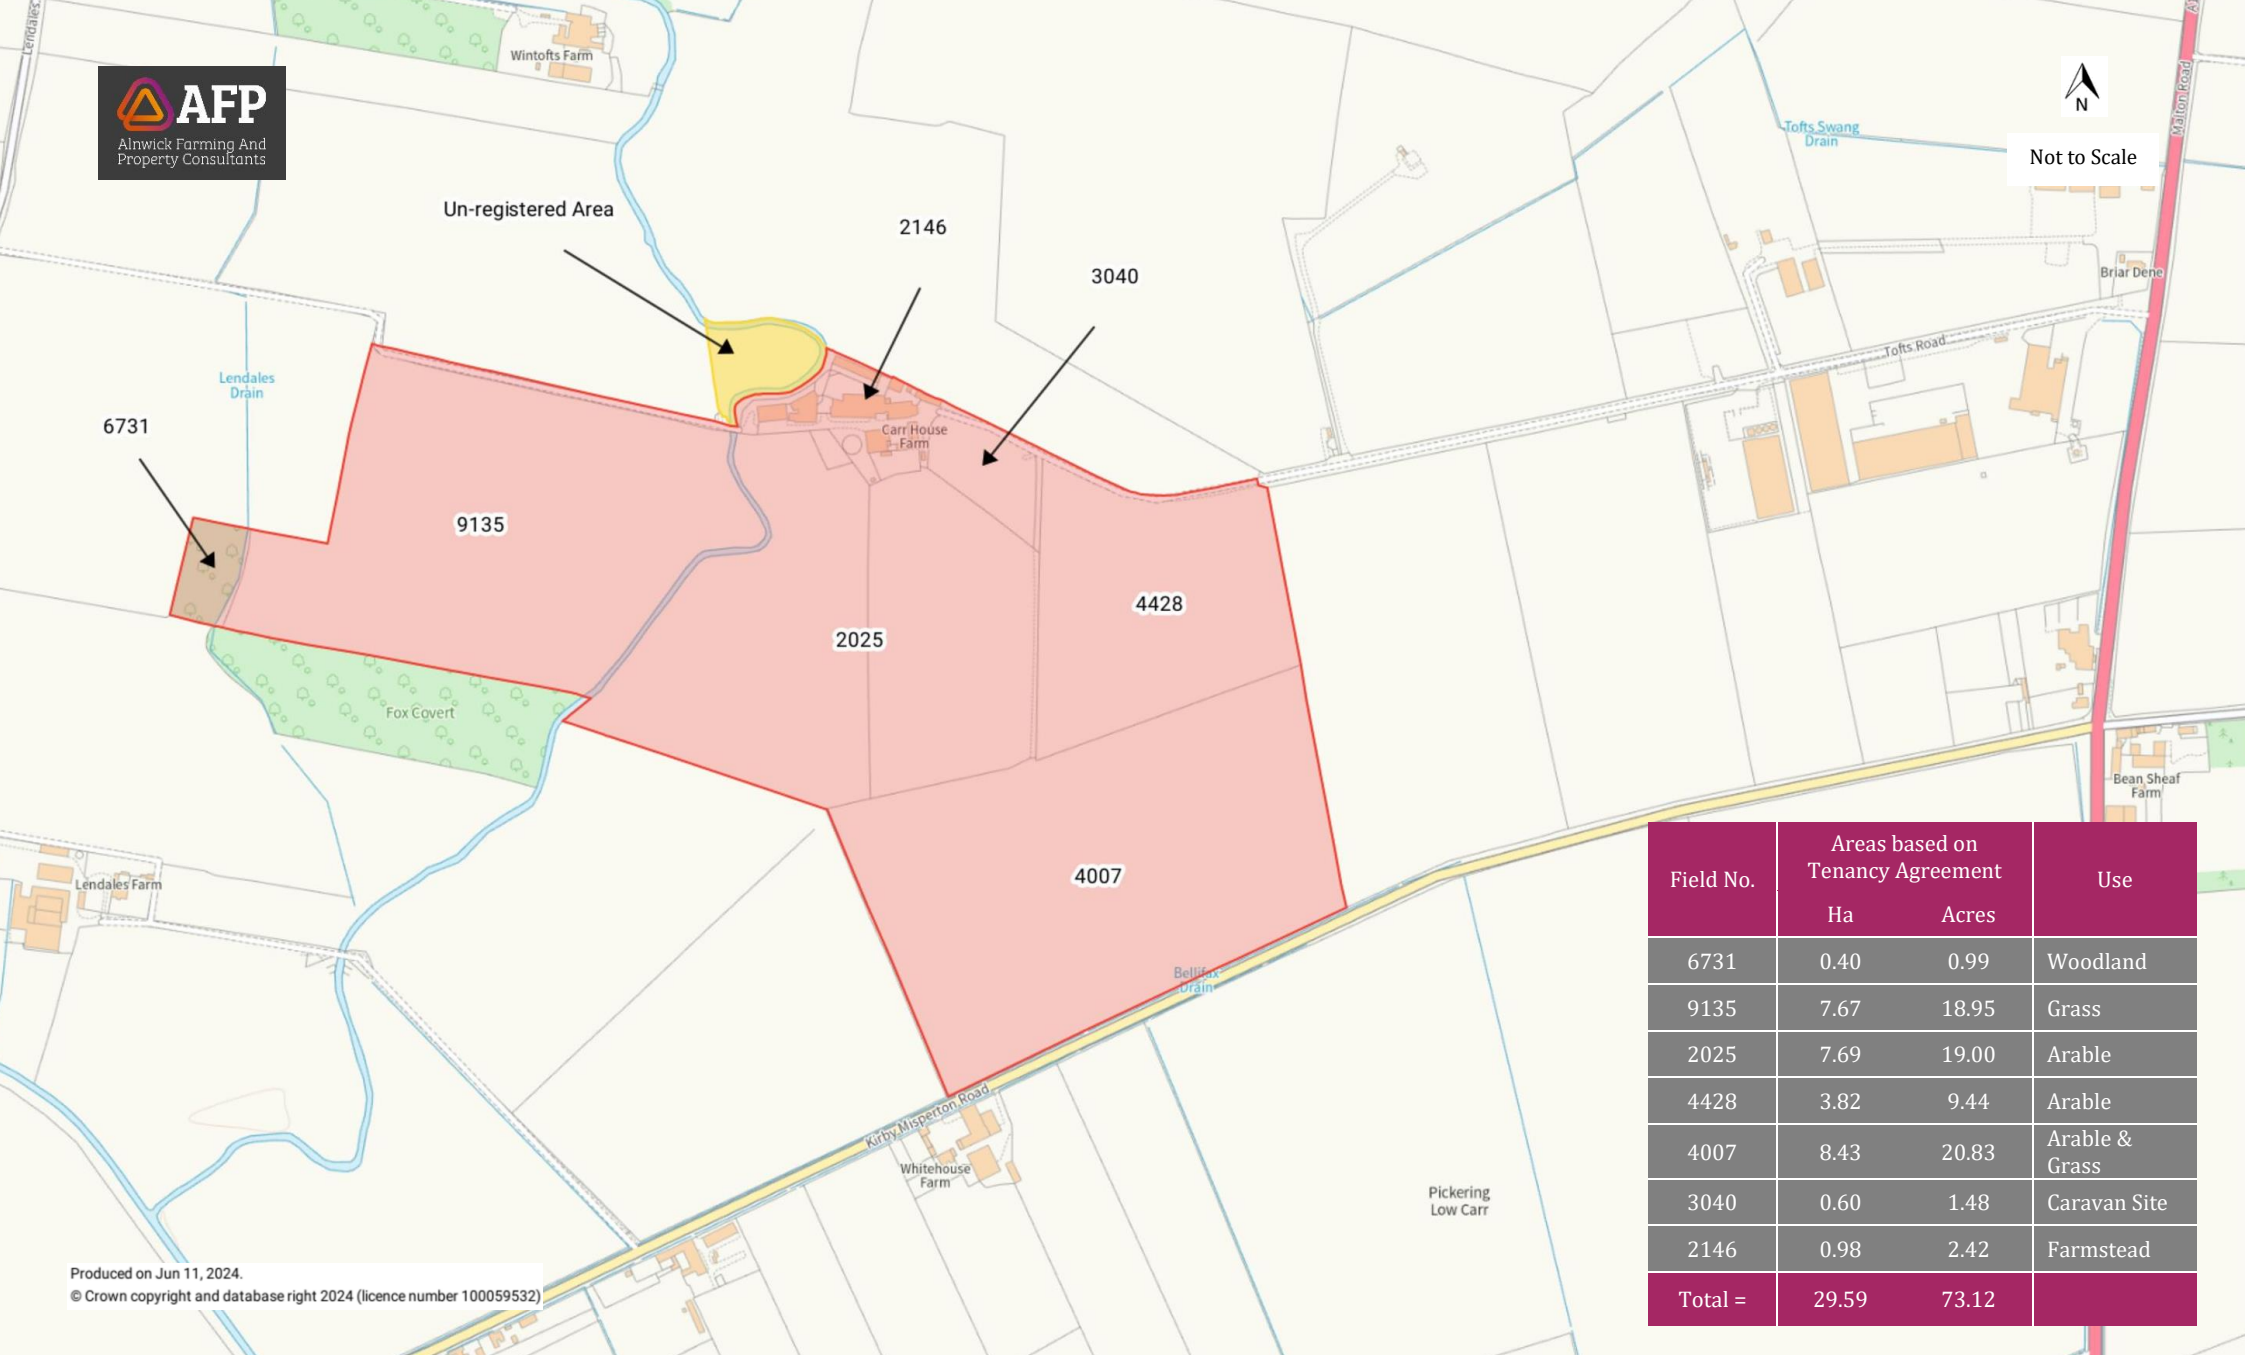 Lendales
Wintofts Farm
AFP
Alnwick Farming And
Property Consultants
N
Not to Scale
Malton Road
Tofts Swang
Drain
Un-registered Area
2146
3040
Briar Dene
Tofts Road
Lendales
Drain
6731
Carr House
Farm
9135
4428
2025
Fox Covert
Bean Sheaf
Farm
4007
Lendales Farm
Bellifax
Drain
Kirby Misperton Road
Whitehouse
Farm
Pickering
Low Carr
Field No. Areas based on Tenancy Agreement Use
Ha Acres
6731 0.40 0.99 Woodland
9135 7.67 18.95 Grass
2025 7.69 19.00 Arable
4428 3.82 9.44 Arable
4007 8.43 20.83 Arable & Grass
3040 0.60 1.48 Caravan Site
2146 0.98 2.42 Farmstead
Total = 29.59 73.12
Produced on Jun 11, 2024.
© Crown copyright and database right 2024 (licence number 100059532)